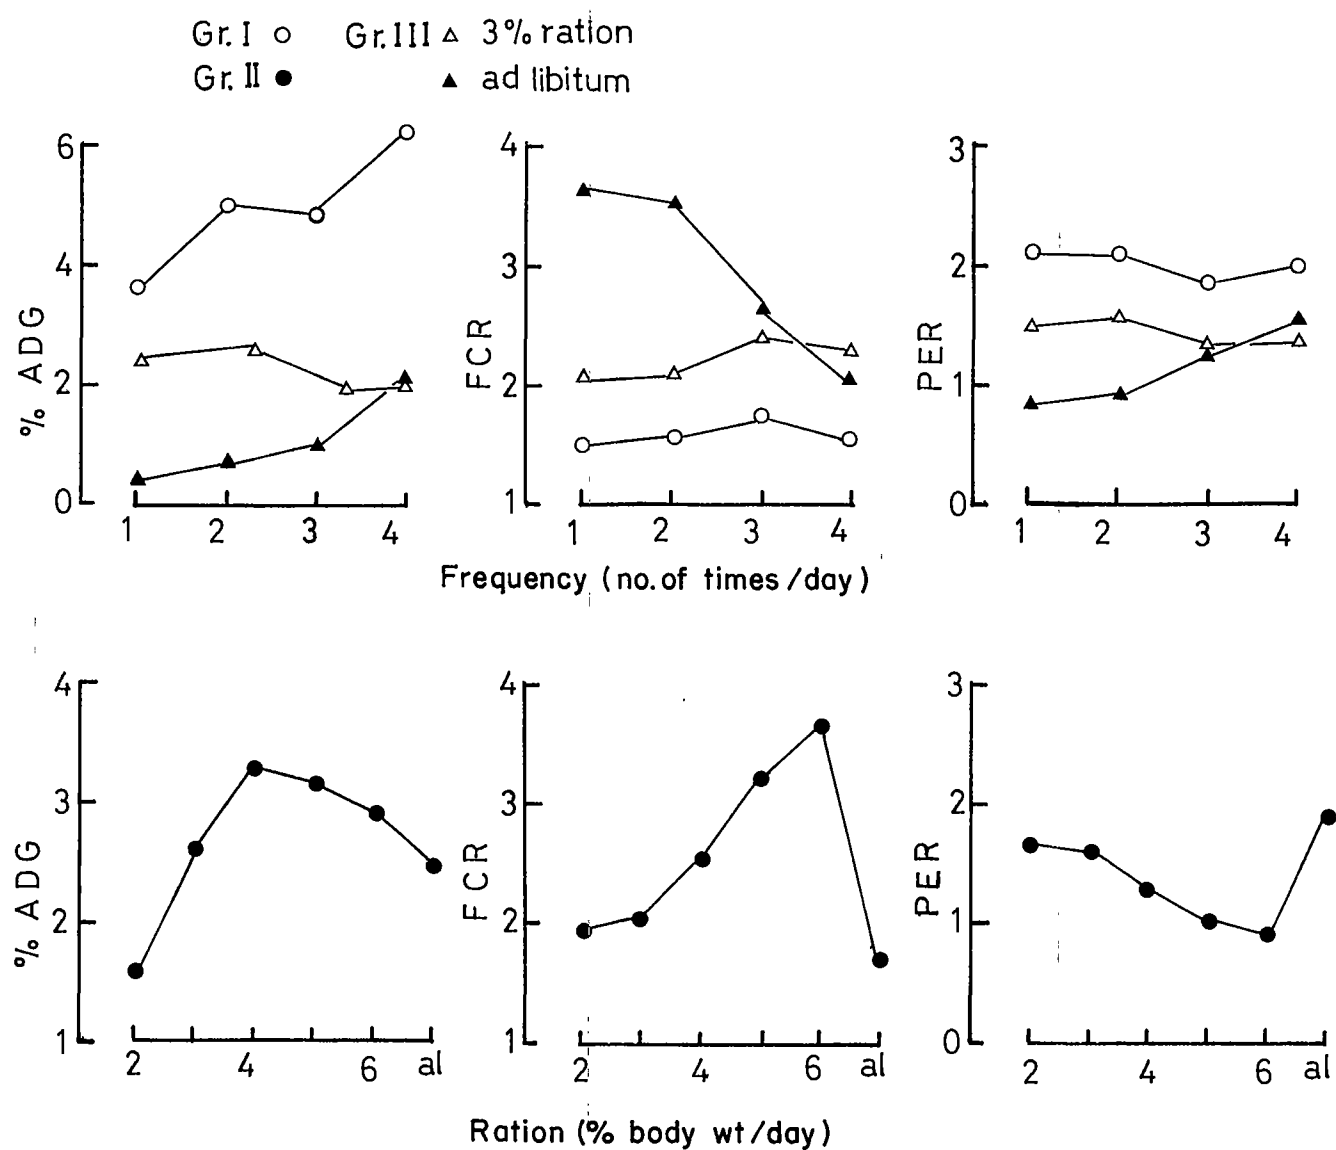 Gr. I ○ Gr. III △ 3% ration
Gr. II ● ▲ ad libitum
% ADG
6
4
2
0
1 2 3 4
FCR
4
3
2
1
1 2 3 4
PER
3
2
1
0
1 2 3 4
Frequency (no. of times/day)
% ADG
4
3
2
1
2 4 6 al
FCR
4
3
2
1
2 4 6 al
PER
3
2
1
0
2 4 6 al
Ration (% body wt/day)